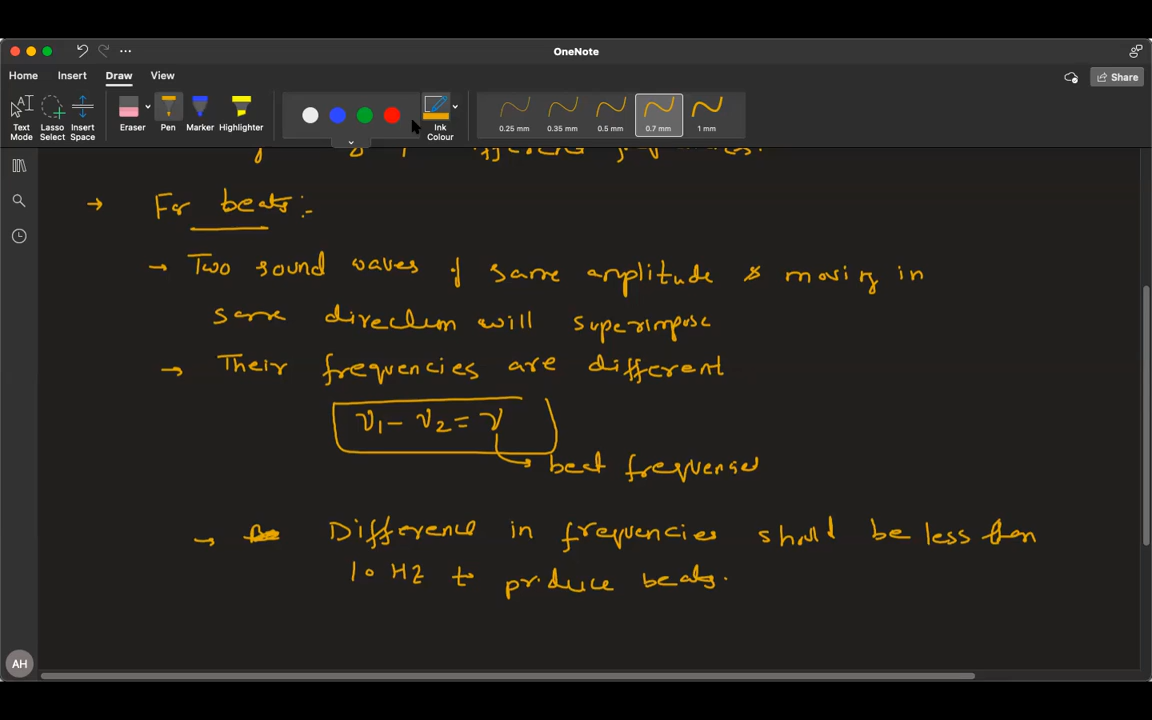 OneNote
Home Insert Draw View Share
Text Mode Lasso Select Insert Space Eraser Pen Marker Highlighter Ink Colour 0.25 mm 0.35 mm 0.5 mm 0.7 mm 1 mm
→ For beats:-
→ Two sound waves of same amplitude & moving in
same direction will superimpose
→ Their frequencies are different
ν1 - ν2 = ν
→ beat frequencies
→ Difference in frequencies should be less than
10 HZ to produce beats.
AH